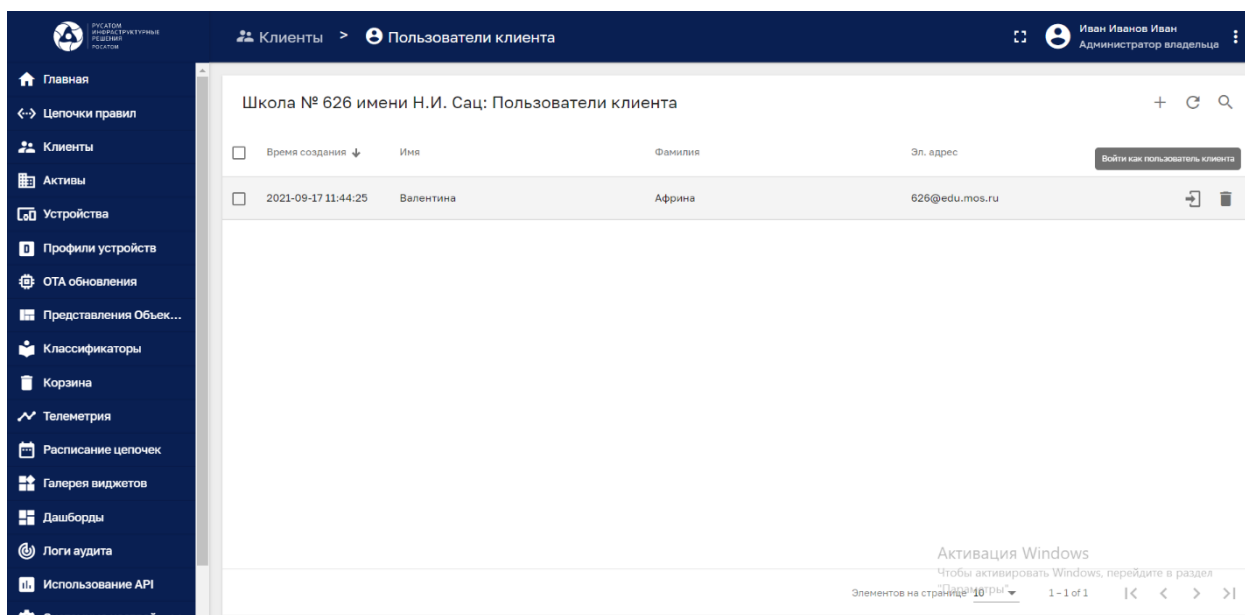 РУСАТОМ
ИНФРАСТРУКТУРНЫЕ
РЕШЕНИЯ
РОСАТОМ
Клиенты > Пользователи клиента
Иван Иванов Иван
Администратор владельца
Главная
Цепочки правил
Клиенты
Активы
Устройства
Профили устройств
OTA обновления
Представления Объек...
Классификаторы
Корзина
Телеметрия
Расписание цепочек
Галерея виджетов
Дашборды
Логи аудита
Использование API
Школа № 626 имени Н.И. Сац: Пользователи клиента
Время создания Имя Фамилия Эл. адрес
Войти как пользователь клиента
2021-09-17 11:44:25 Валентина Африна 626@edu.mos.ru
Активация Windows
Чтобы активировать Windows, перейдите в раздел
"Параметры".
Элементов на странице 10 1 – 1 of 1